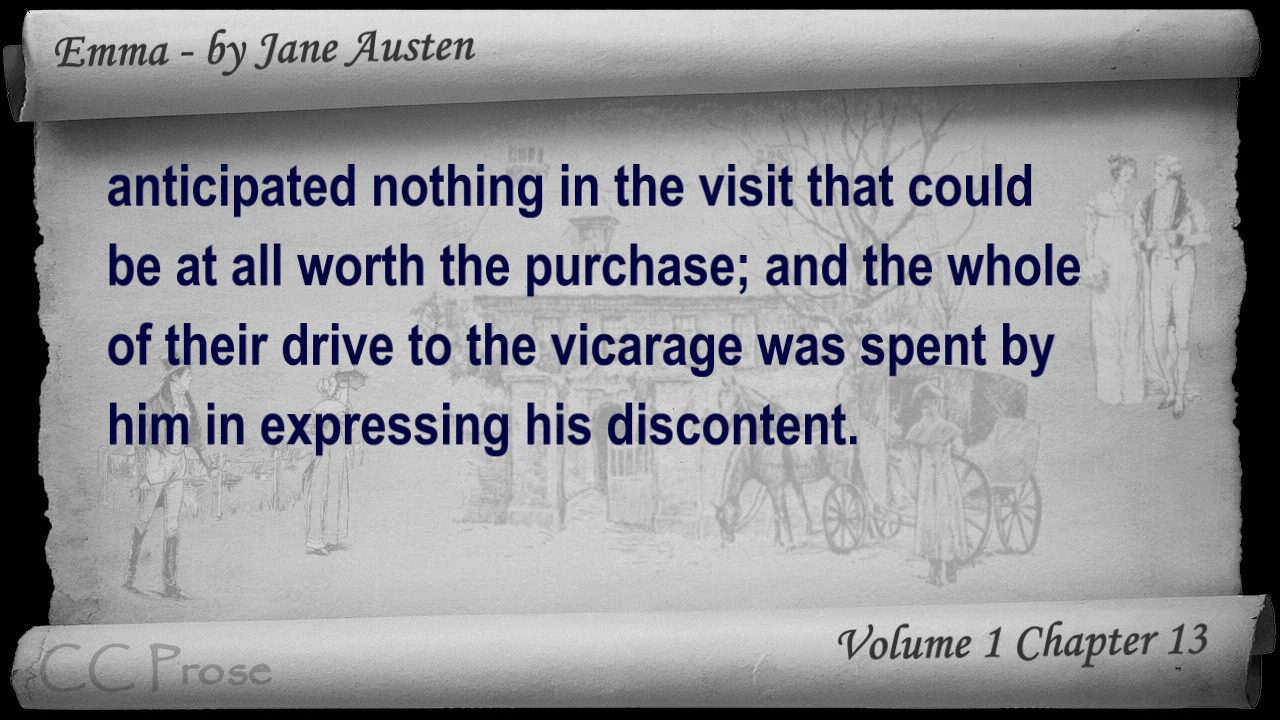 Emma - by Jane Austen
anticipated nothing in the visit that could
be at all worth the purchase; and the whole
of their drive to the vicarage was spent by
him in expressing his discontent.
Volume 1 Chapter 13
CC Prose